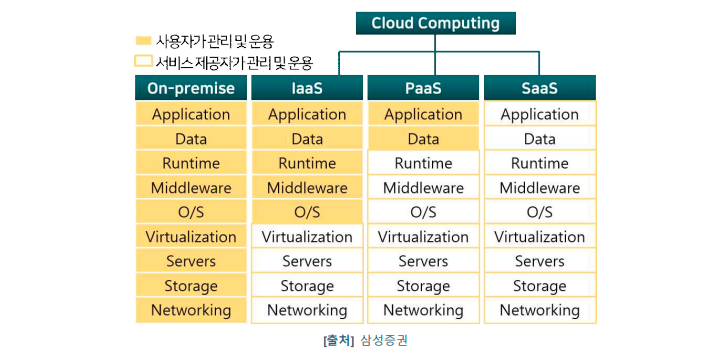 Cloud Computing
사용자가 관리 및 운용
서비스 제공자가 관리 및 운용
On-premise IaaS PaaS SaaS
Application Application Application Application
Data Data Data Data
Runtime Runtime Runtime Runtime
Middleware Middleware Middleware Middleware
O/S O/S O/S O/S
Virtualization Virtualization Virtualization Virtualization
Servers Servers Servers Servers
Storage Storage Storage Storage
Networking Networking Networking Networking
[출처] 삼성증권